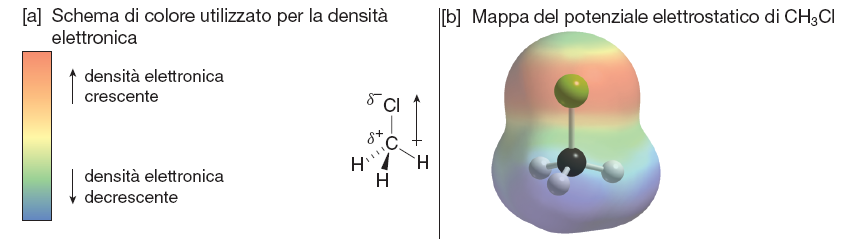 [a] Schema di colore utilizzato per la densità
elettronica
densità elettronica
crescente
densità elettronica
decrescente
δ⁻ Cl
δ⁺ C
H H
H
[b] Mappa del potenziale elettrostatico di CH₃Cl